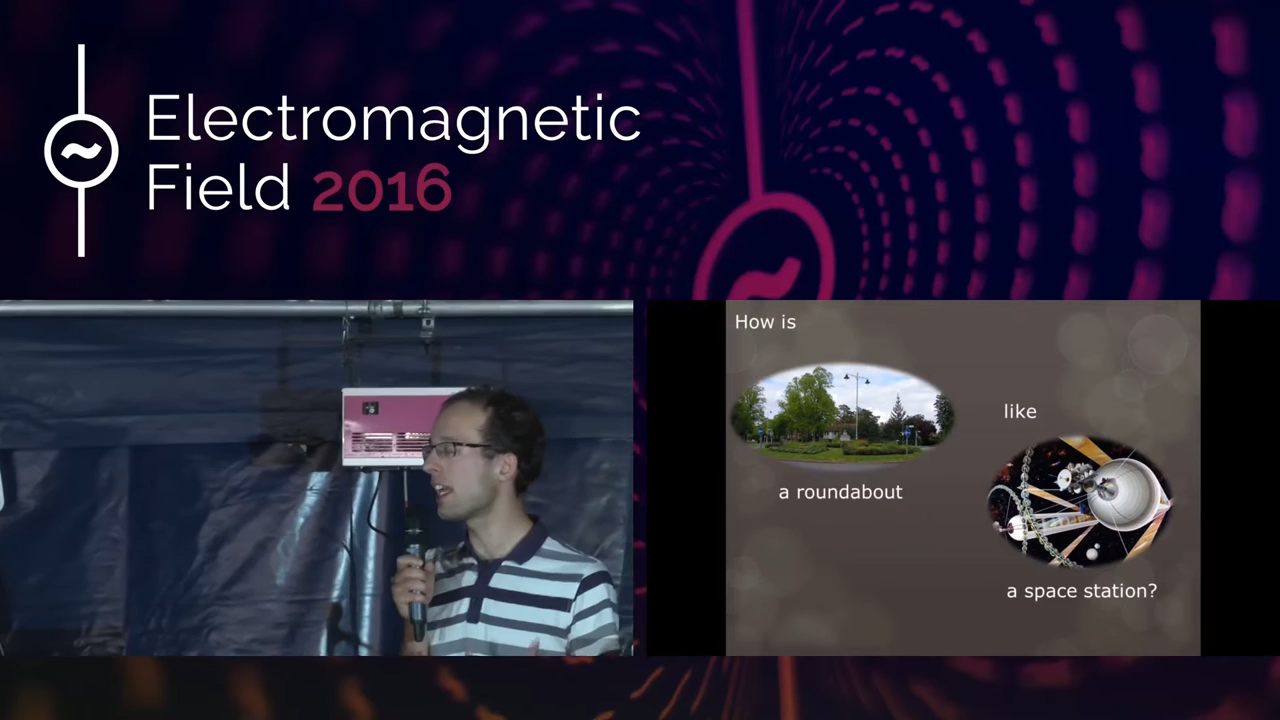 Electromagnetic
Field 2016
How is
like
a roundabout
a space station?